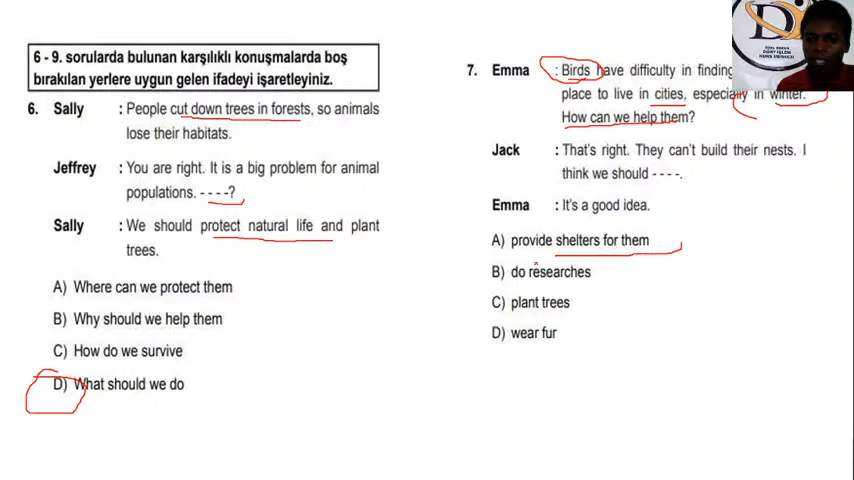 6 - 9. sorularda bulunan karşılıklı konuşmalarda boş
bırakılan yerlere uygun gelen ifadeyi işaretleyiniz.
6. Sally : People cut down trees in forests, so animals
lose their habitats.
Jeffrey : You are right. It is a big problem for animal
populations. - - - -?
Sally : We should protect natural life and plant
trees.
A) Where can we protect them
B) Why should we help them
C) How do we survive
D) What should we do
7. Emma : Birds have difficulty in finding
place to live in cities, especially in winter.
How can we help them?
Jack : That's right. They can't build their nests. I
think we should - - - -.
Emma : It's a good idea.
A) provide shelters for them
B) do researches
C) plant trees
D) wear fur